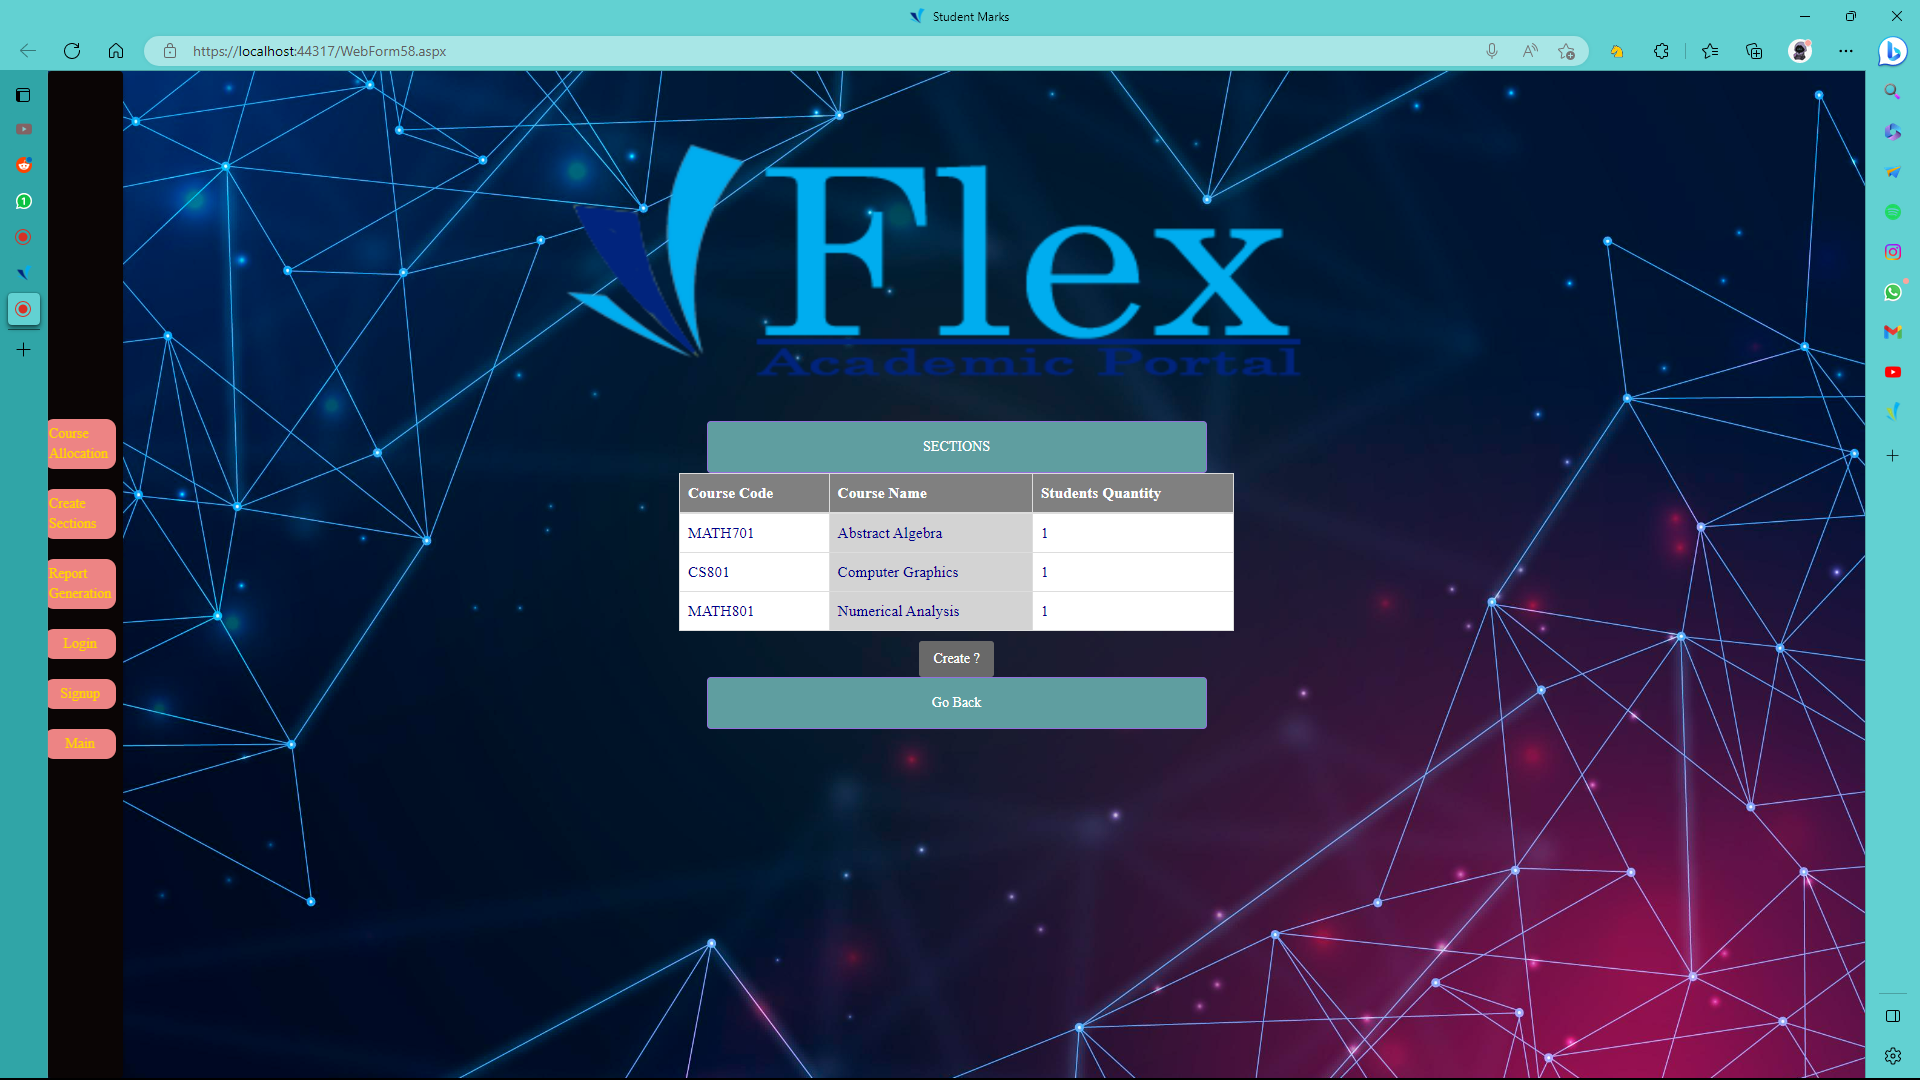 Student Marks
https://localhost:44317/WebForm58.aspx
Flex
Academic Portal
Course
Allocation
Create
Sections
Report
Generation
Login
Signup
Main
SECTIONS
Course Code Course Name Students Quantity
MATH701 Abstract Algebra 1
CS801 Computer Graphics 1
MATH801 Numerical Analysis 1
Create ?
Go Back